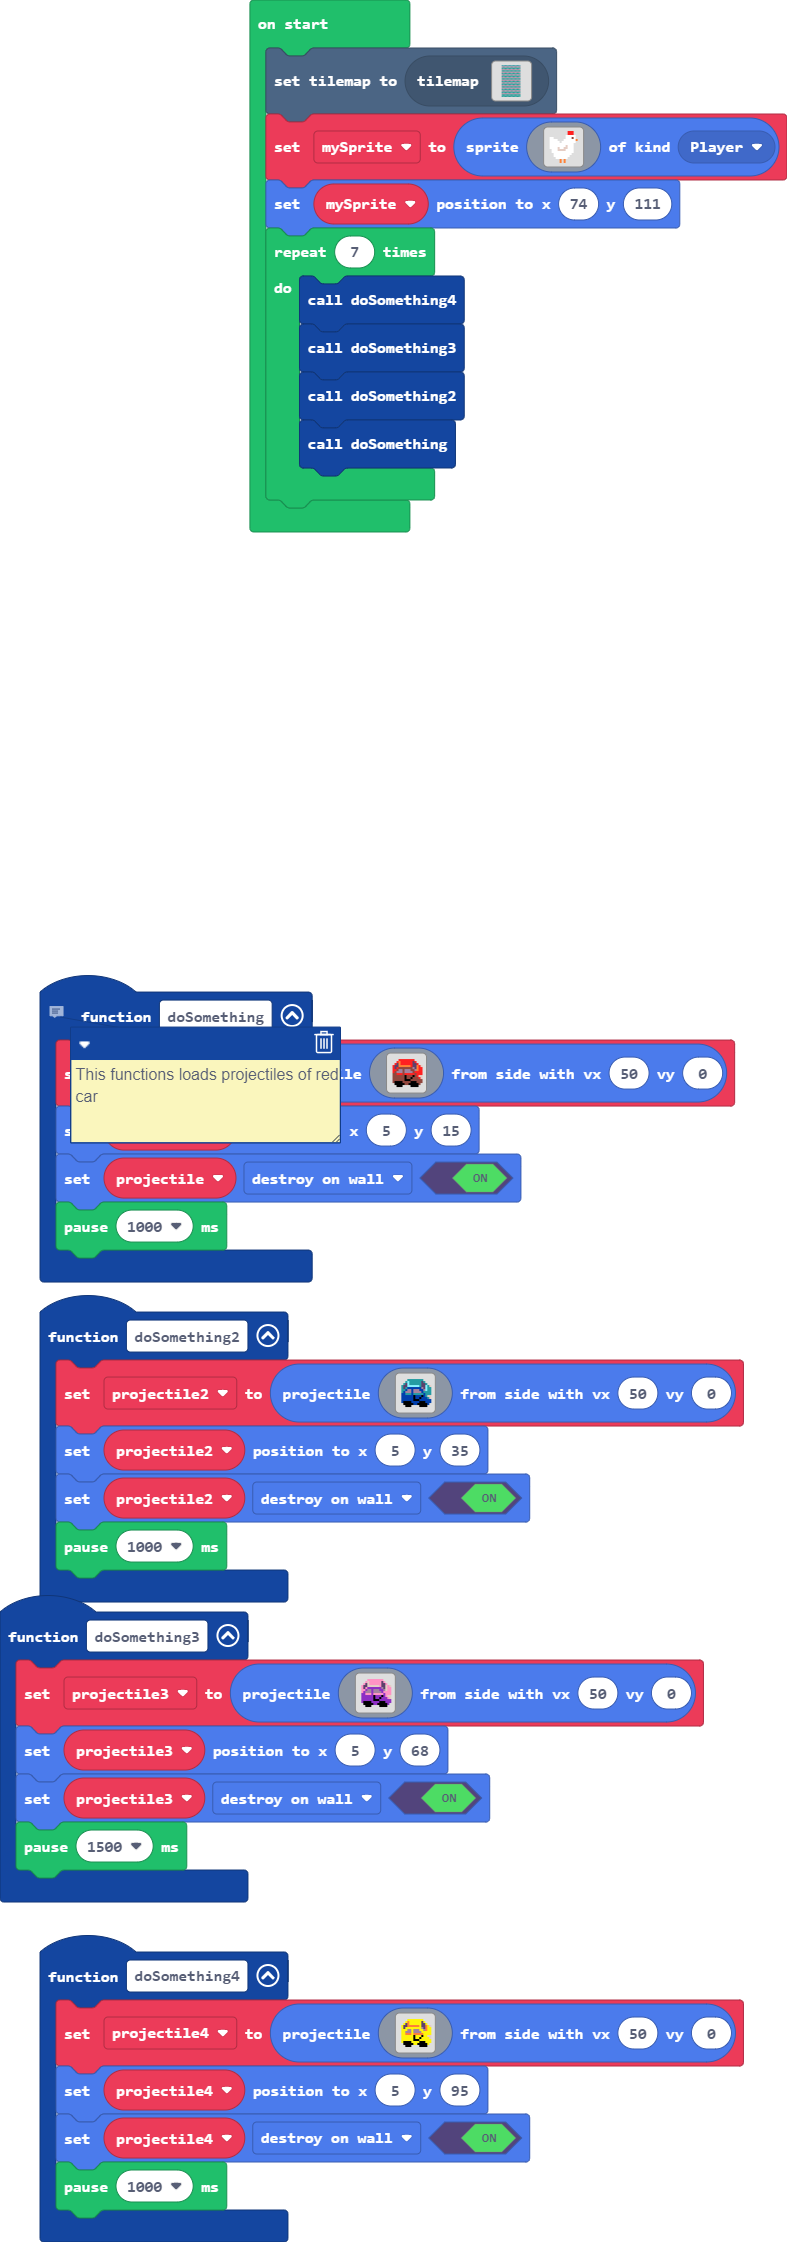 on start
set tilemap to tilemap
set mySprite to sprite of kind Player
set mySprite position to x 74 y 111
repeat 7 times
do
call doSomething4
call doSomething3
call doSomething2
call doSomething
function doSomething
This functions loads projectiles of red
car
from side with vx 50 vy 0
x 5 y 15
set projectile destroy on wall ON
pause 1000 ms
function doSomething2
set projectile2 to projectile from side with vx 50 vy 0
set projectile2 position to x 5 y 35
set projectile2 destroy on wall ON
pause 1000 ms
function doSomething3
set projectile3 to projectile from side with vx 50 vy 0
set projectile3 position to x 5 y 68
set projectile3 destroy on wall ON
pause 1500 ms
function doSomething4
set projectile4 to projectile from side with vx 50 vy 0
set projectile4 position to x 5 y 95
set projectile4 destroy on wall ON
pause 1000 ms